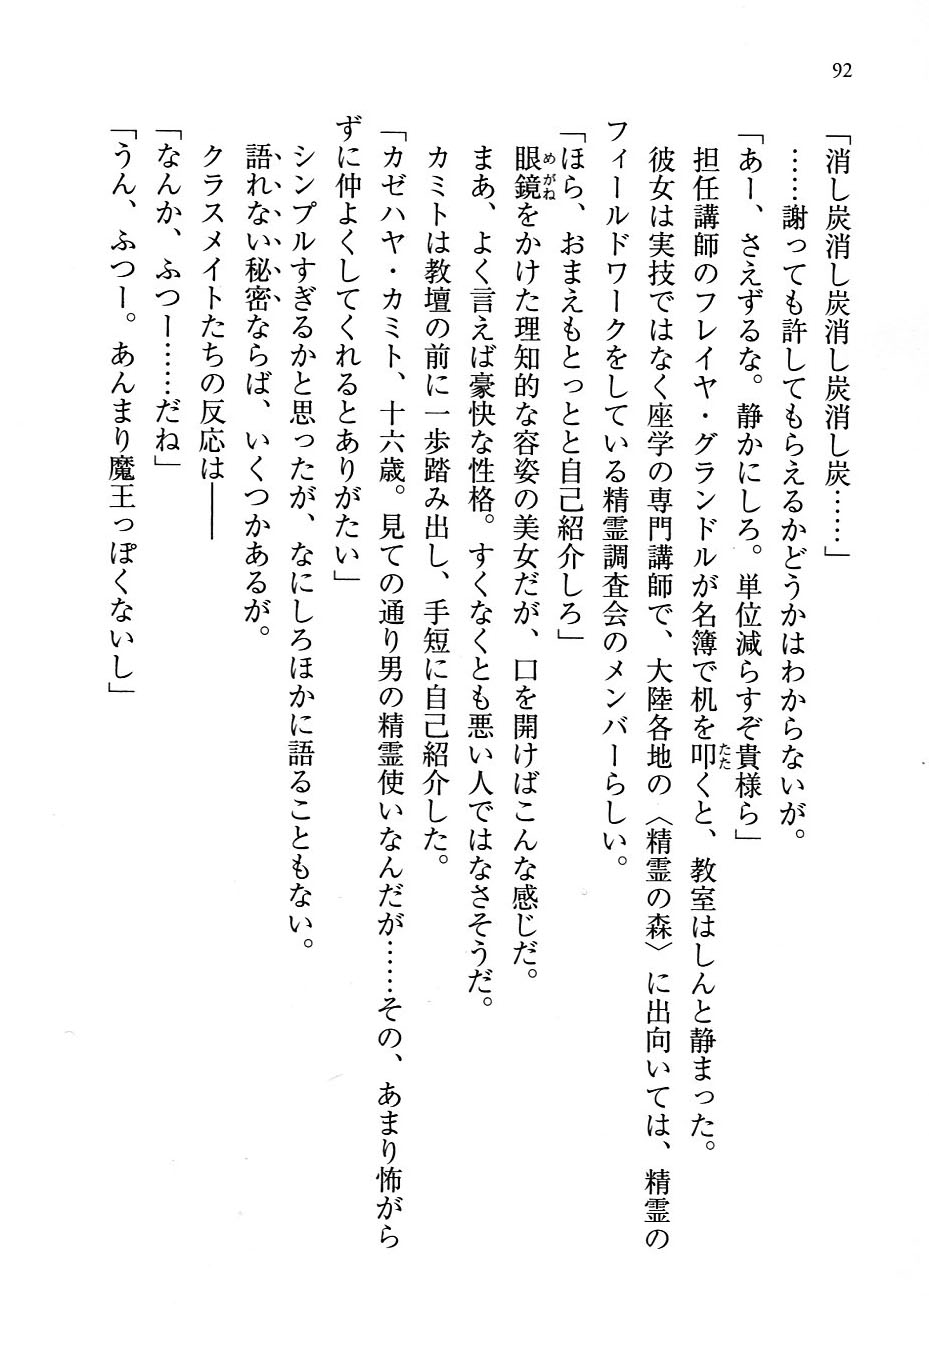 92
「消し炭消し炭消し炭消し炭……」
……謝っても許してもらえるかどうかはわからないが。
「あー、さえずるな。静かにしろ。単位減らすぞ貴様ら」
担任講師のフレイヤ・グランドルが名簿で机を叩くと、教室はしんと静まった。
彼女は実技ではなく座学の専門講師で、大陸各地の〈精霊の森〉に出向いては、精霊の
フィールドワークをしている精霊調査会のメンバーらしい。
「ほら、おまえもとっとと自己紹介しろ」
眼鏡をかけた理知的な容姿の美女だが、口を開けばこんな感じだ。
まあ、よく言えば豪快な性格。すくなくとも悪い人ではなさそうだ。
カミトは教壇の前に一歩踏み出し、手短に自己紹介した。
「カゼハヤ・カミト、十六歳。見ての通り男の精霊使いなんだが……その、あまり怖がら
ずに仲よくしてくれるとありがたい」
シンプルすぎるかと思ったが、なにしろほかに語ることもない。
語れない秘密ならば、いくつかあるが。
クラスメイトたちの反応は――
「なんか、ふつー……だね」
「うん、ふつー。あんまり魔王っぽくないし」